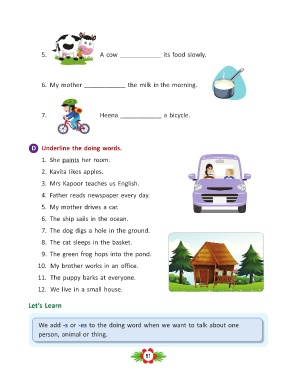 5. A cow ____________ its food slowly.
6. My mother ____________ the milk in the morning.
7. Heena ____________ a bicycle.
D Underline the doing words.
1. She paints her room.
2. Kavita likes apples.
3. Mrs Kapoor teaches us English.
4. Father reads newspaper every day.
5. My mother drives a car.
6. The ship sails in the ocean.
7. The dog digs a hole in the ground.
8. The cat sleeps in the basket.
9. The green frog hops into the pond.
10. My brother works in an office.
11. The puppy barks at everyone.
12. We live in a small house.
Let's Learn
We add -s or -es to the doing word when we want to talk about one
person, animal or thing.
51